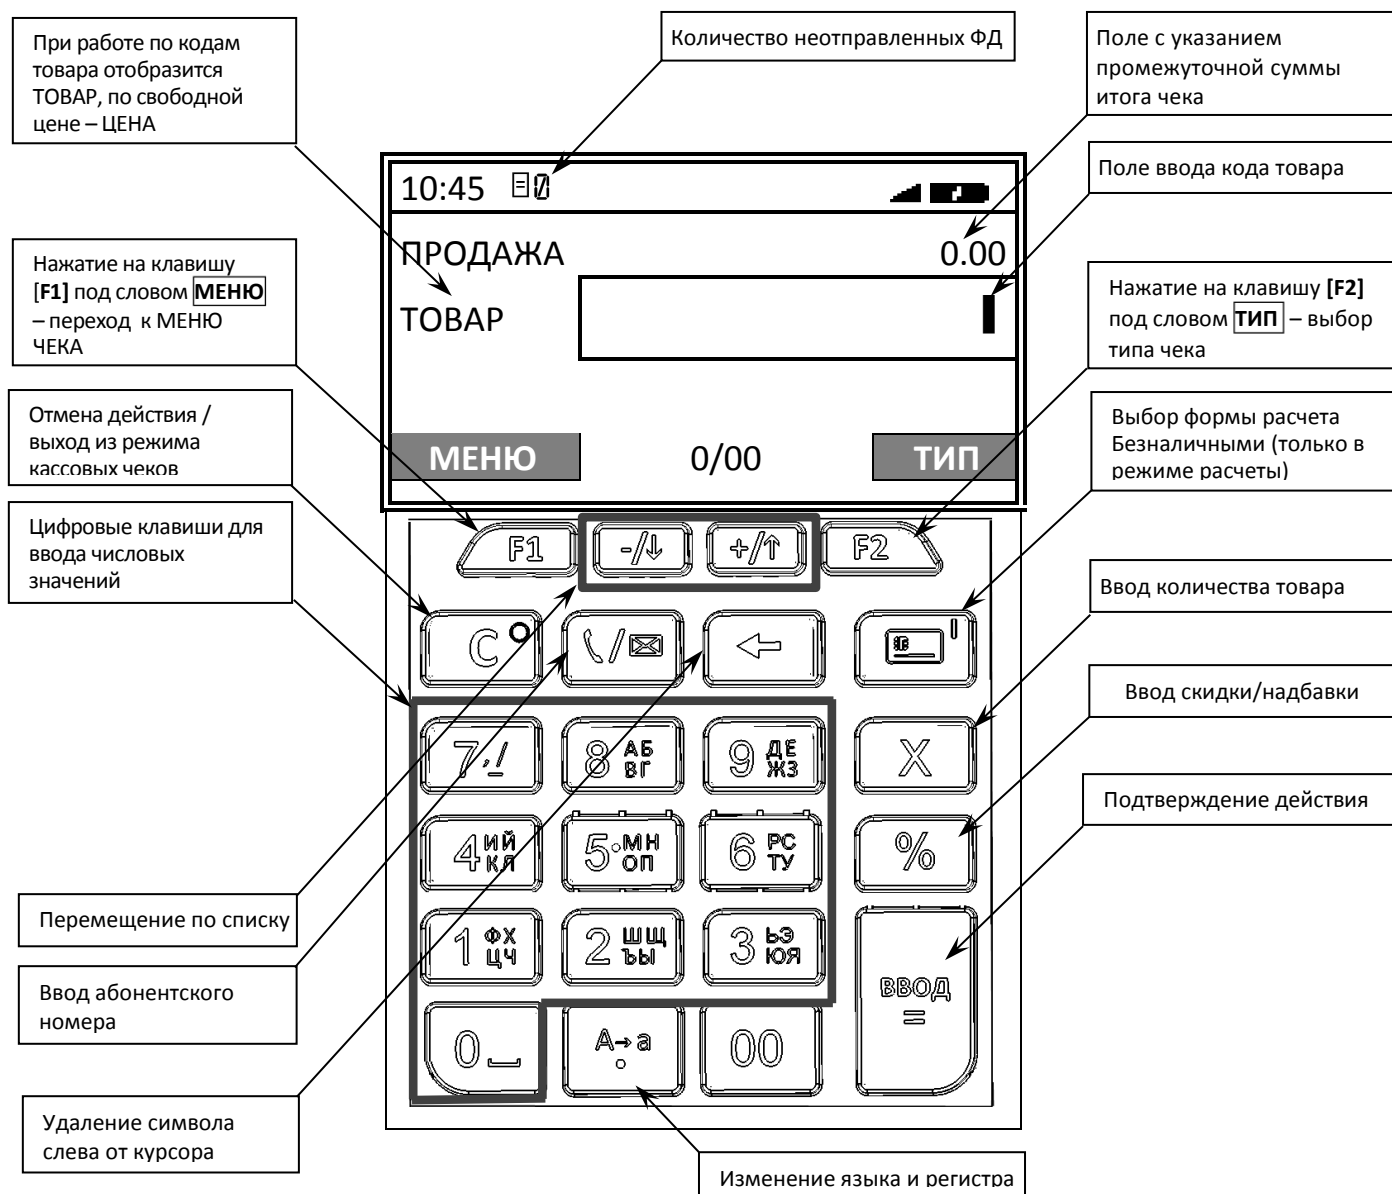 При работе по кодам
товара отобразится
ТОВАР, по свободной
цене – ЦЕНА
Количество неотправленных ФД
Поле с указанием
промежуточной суммы
итога чека
Поле ввода кода товара
10:45 0
ПРОДАЖА 0.00
ТОВАР
МЕНЮ 0/00 ТИП
Нажатие на клавишу
[F1] под словом МЕНЮ
– переход к МЕНЮ
ЧЕКА
Нажатие на клавишу [F2]
под словом ТИП – выбор
типа чека
Отмена действия /
выход из режима
кассовых чеков
Выбор формы расчета
Безналичными (только в
режиме расчеты)
Цифровые клавиши для
ввода числовых
значений
Ввод количества товара
Ввод скидки/надбавки
Подтверждение действия
F1 -/↓ +/↑ F2
C /
7 ,/ 8 АБ ВГ 9 ДЕ ЖЗ X
4 ИЙ КЛ 5 МН ОП 6 РС ТУ %
1 ФХ ЦЧ 2 ШЩ ЪЫ 3 ЬЭ ЮЯ ВВОД =
0 A→a 00
Перемещение по списку
Ввод абонентского
номера
Удаление символа
слева от курсора
Изменение языка и регистра